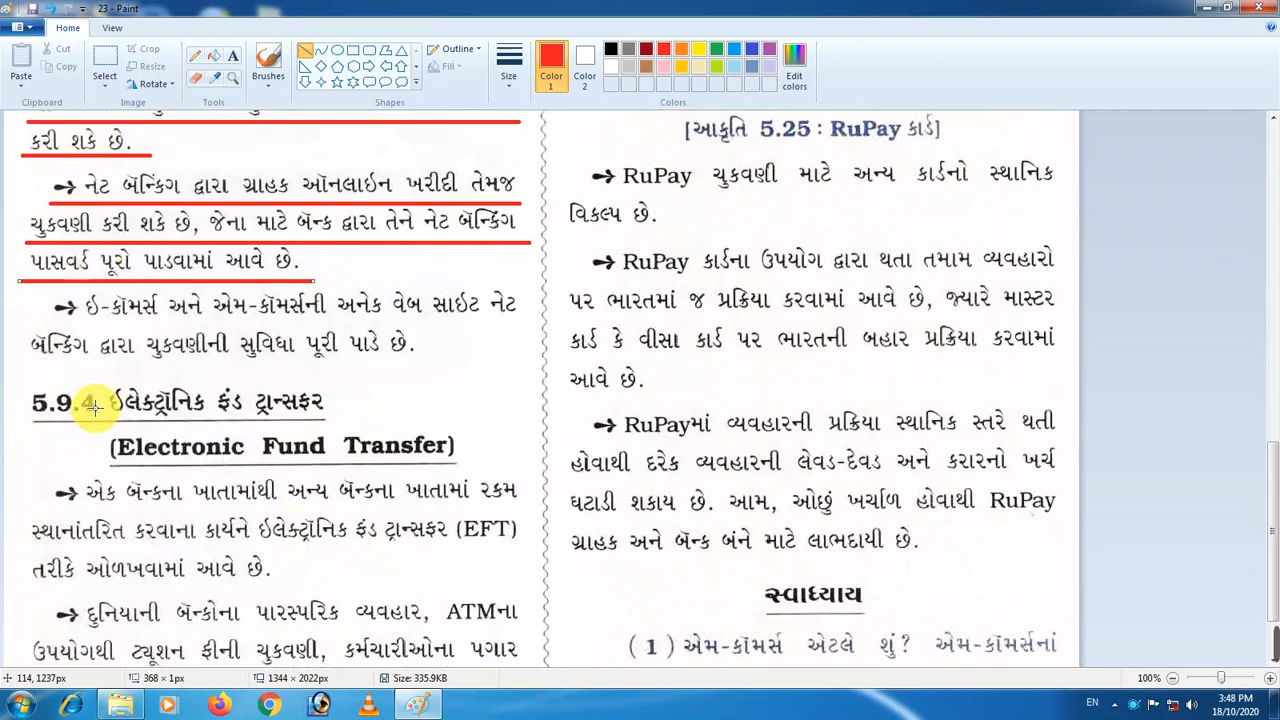 23 - Paint
Home View
Paste
Cut
Copy
Clipboard
Select
Crop
Resize
Rotate
Image
Tools
Brushes
Shapes
Outline
Fill
Size
Color 1
Color 2
Edit colors
Colors
કરી શકે છે.
➔ નેટ બૅન્કિંગ દ્વારા ગ્રાહક ઑનલાઇન ખરીદી તેમજ
ચુકવણી કરી શકે છે, જેના માટે બૅન્ક દ્વારા તેને નેટ બૅન્કિંગ
પાસવર્ડ પૂરો પાડવામાં આવે છે.
➔ ઇ-કૉમર્સ અને એમ-કૉમર્સની અનેક વેબ સાઇટ નેટ
બૅન્કિંગ દ્વારા ચુકવણીની સુવિધા પૂરી પાડે છે.
5.9.4 ઇલેક્ટ્રૉનિક ફંડ ટ્રાન્સફર
(Electronic Fund Transfer)
➔ એક બૅન્કના ખાતામાંથી અન્ય બૅન્કના ખાતામાં રકમ
સ્થાનાંતરિત કરવાના કાર્યને ઇલેક્ટ્રૉનિક ફંડ ટ્રાન્સફર (EFT)
તરીકે ઓળખવામાં આવે છે.
➔ દુનિયાની બૅન્કોના પારસ્પરિક વ્યવહાર, ATMના
ઉપયોગથી ટ્યૂશન ફીની ચુકવણી, કર્મચારીઓના પગાર
[આકૃતિ 5.25 : RuPay કાર્ડ]
➔ RuPay ચુકવણી માટે અન્ય કાર્ડનો સ્થાનિક
વિકલ્પ છે.
➔ RuPay કાર્ડના ઉપયોગ દ્વારા થતા તમામ વ્યવહારો
પર ભારતમાં જ પ્રક્રિયા કરવામાં આવે છે, જ્યારે માસ્ટર
કાર્ડ કે વીસા કાર્ડ પર ભારતની બહાર પ્રક્રિયા કરવામાં
આવે છે.
➔ RuPayમાં વ્યવહારની પ્રક્રિયા સ્થાનિક સ્તરે થતી
હોવાથી દરેક વ્યવહારની લેવડ-દેવડ અને કરારનો ખર્ચ
ઘટાડી શકાય છે. આમ, ઓછું ખર્ચાળ હોવાથી RuPay
ગ્રાહક અને બૅન્ક બંને માટે લાભદાયી છે.
સ્વાધ્યાય
( 1 ) એમ-કૉમર્સ એટલે શું? એમ-કૉમર્સનાં
114, 1237px
368 × 1px
1344 × 2022px
Size: 335.9KB
100%
EN
3:48 PM
18/10/2020